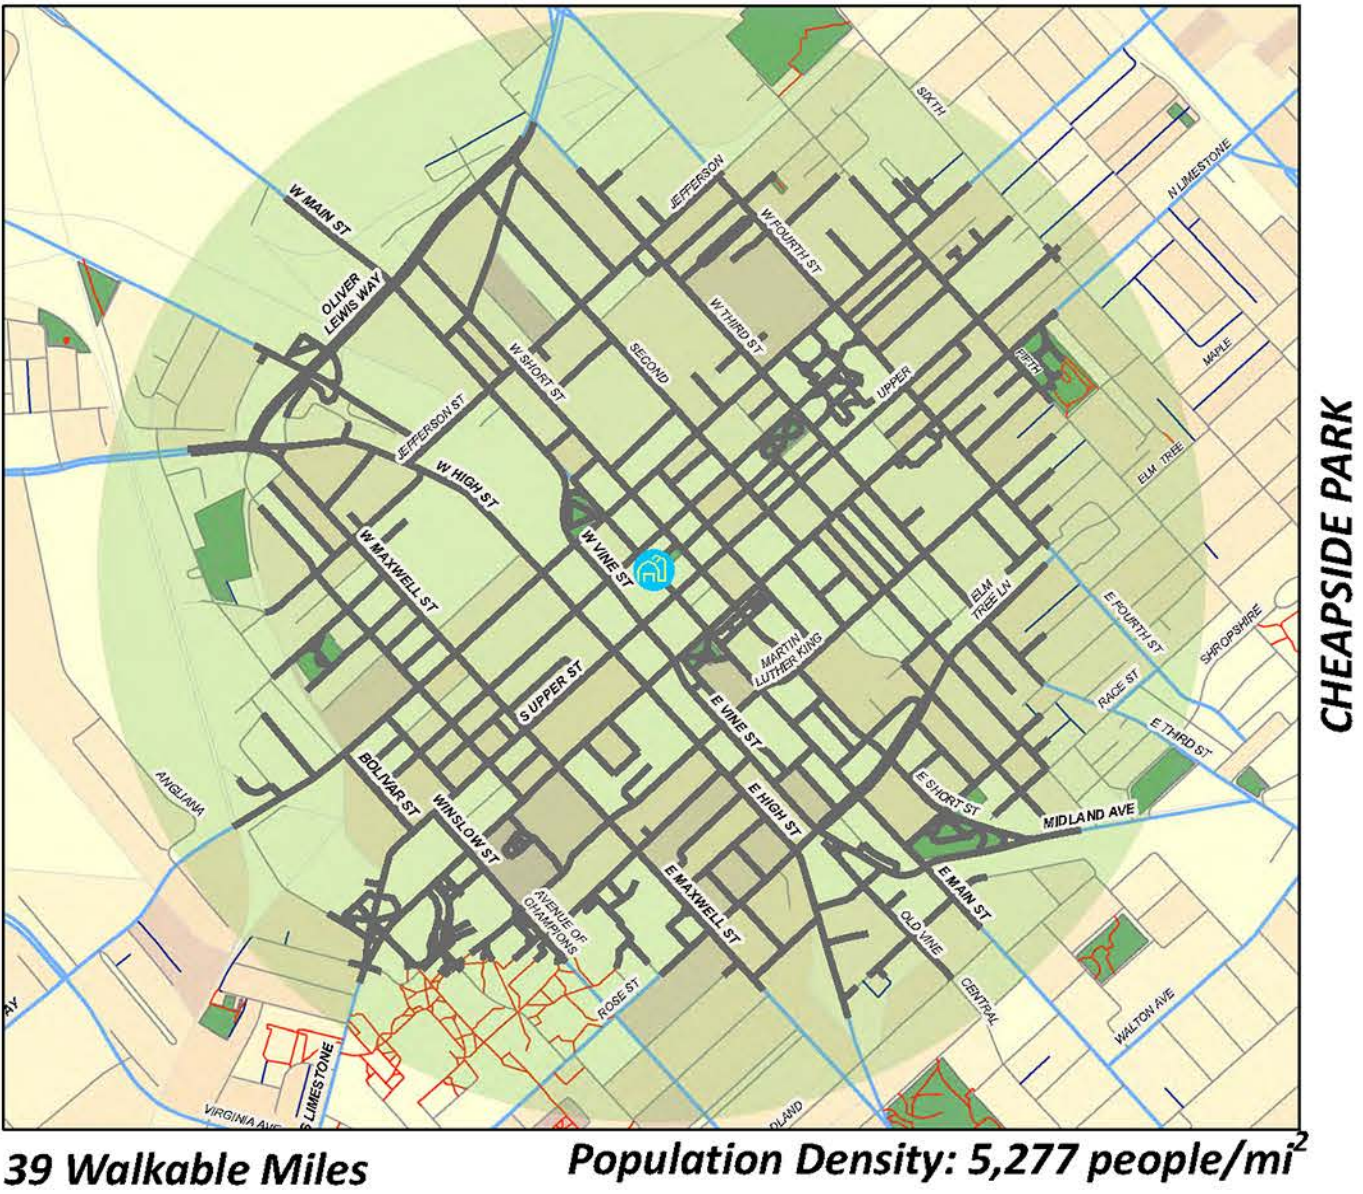 SIXTH
N LIMESTONE
JEFFERSON
W MAIN ST
W FOURTH ST
OLIVER
LEWIS WAY
W THIRD ST
W SHORT ST
SECOND
FIFTH
MAPLE
UPPER
JEFFERSON ST
ELM TREE
W HIGH ST
W VINE ST
W MAXWELL ST
ELM
TREE LN
E FOURTH ST
SHROPSHIRE
MARTIN
LUTHER KING
S UPPER ST
RACE ST
E VINE ST
E THIRD ST
ANGLIANA
BOLIVAR ST
WINSLOW ST
E HIGH ST
E SHORT ST
MIDLAND AVE
E MAXWELL ST
E MAIN ST
AVENUE OF
CHAMPIONS
OLD VINE
ROSE ST
CENTRAL
WALTON AVE
AY
S LIMESTONE
VIRGINIA AVE
DLAND
CHEAPSIDE PARK
39 Walkable Miles
Population Density: 5,277 people/mi²